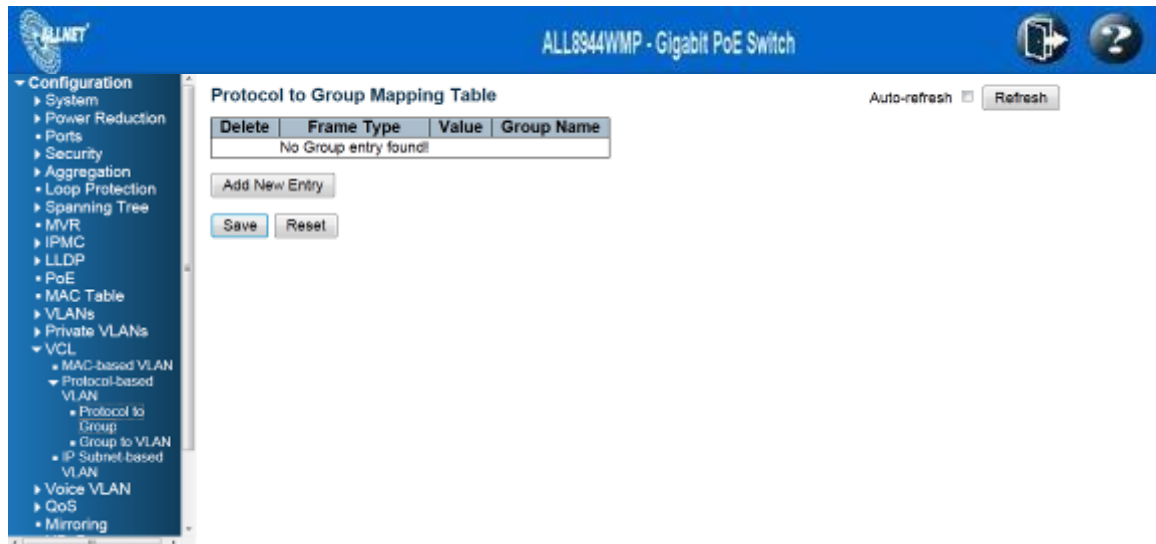 ALLNET
ALL8944WMP - Gigabit PoE Switch
?
Configuration
System
Power Reduction
Ports
Security
Aggregation
Loop Protection
Spanning Tree
MVR
IPMC
LLDP
PoE
MAC Table
VLANs
Private VLANs
VCL
MAC-based VLAN
Protocol-based
VLAN
Protocol to
Group
Group to VLAN
IP Subnet-based
VLAN
Voice VLAN
QoS
Mirroring
Protocol to Group Mapping Table
Auto-refresh Refresh
Delete Frame Type Value Group Name
No Group entry found!
Add New Entry
Save Reset